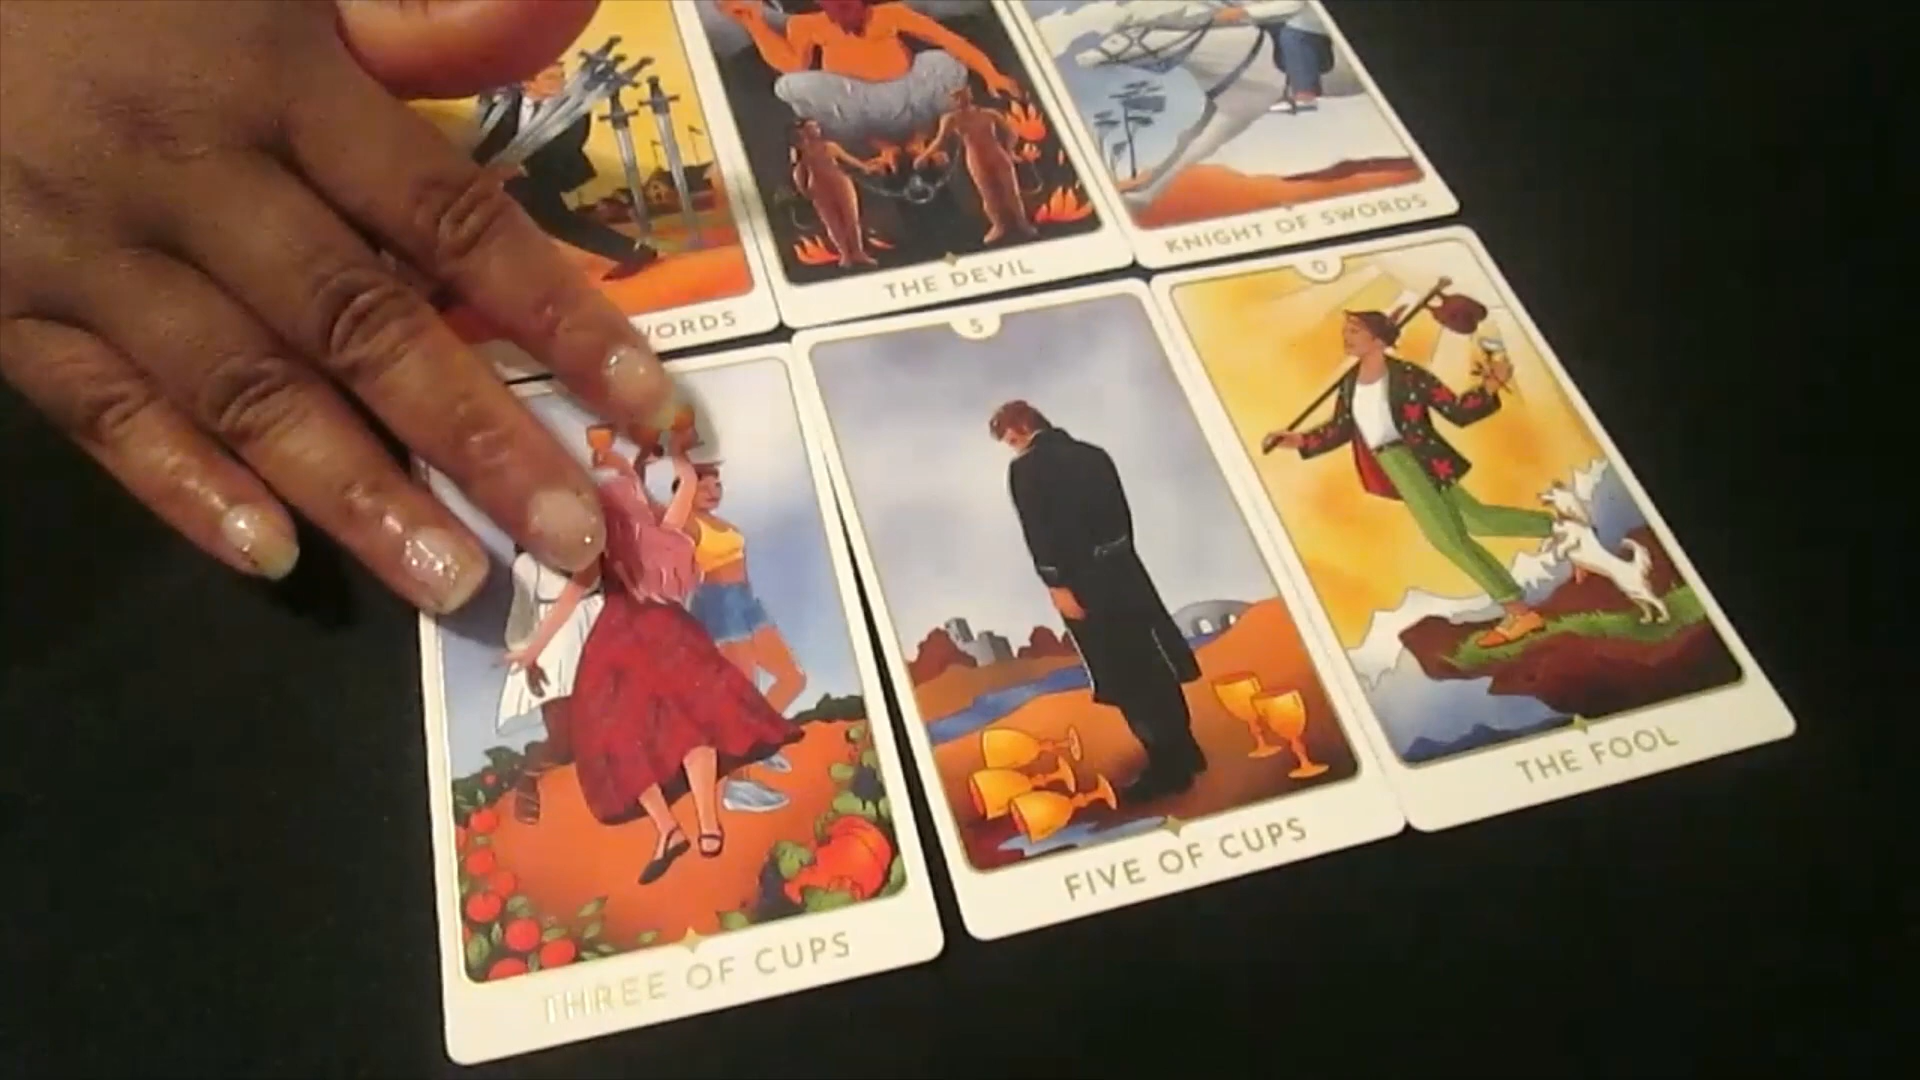 WORDS
THE DEVIL
KNIGHT OF SWORDS
5
0
THREE OF CUPS
FIVE OF CUPS
THE FOOL